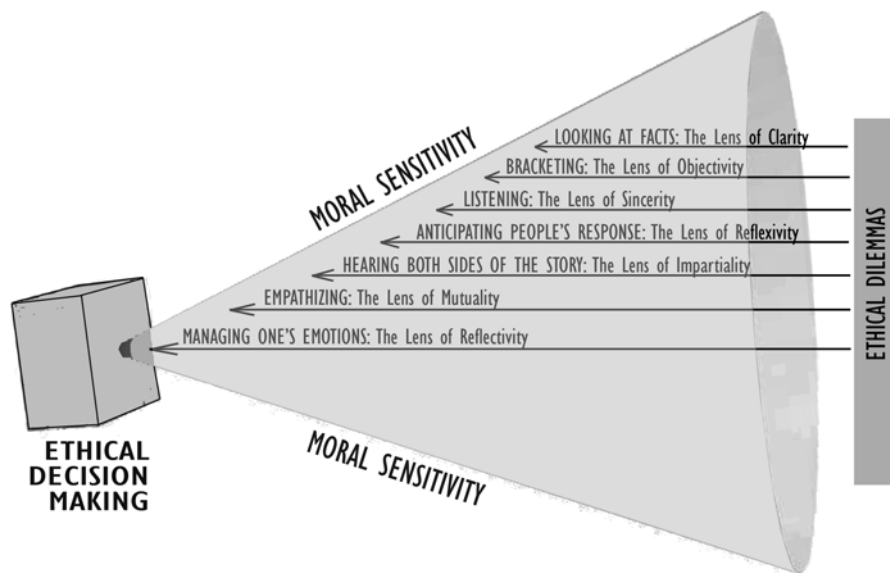 MORAL SENSITIVITY
LOOKING AT FACTS: The Lens of Clarity
BRACKETING: The Lens of Objectivity
LISTENING: The Lens of Sincerity
ANTICIPATING PEOPLE'S RESPONSE: The Lens of Reflexivity
HEARING BOTH SIDES OF THE STORY: The Lens of Impartiality
EMPATHIZING: The Lens of Mutuality
MANAGING ONE'S EMOTIONS: The Lens of Reflectivity
ETHICAL DILEMMAS
ETHICAL
DECISION
MAKING
MORAL SENSITIVITY